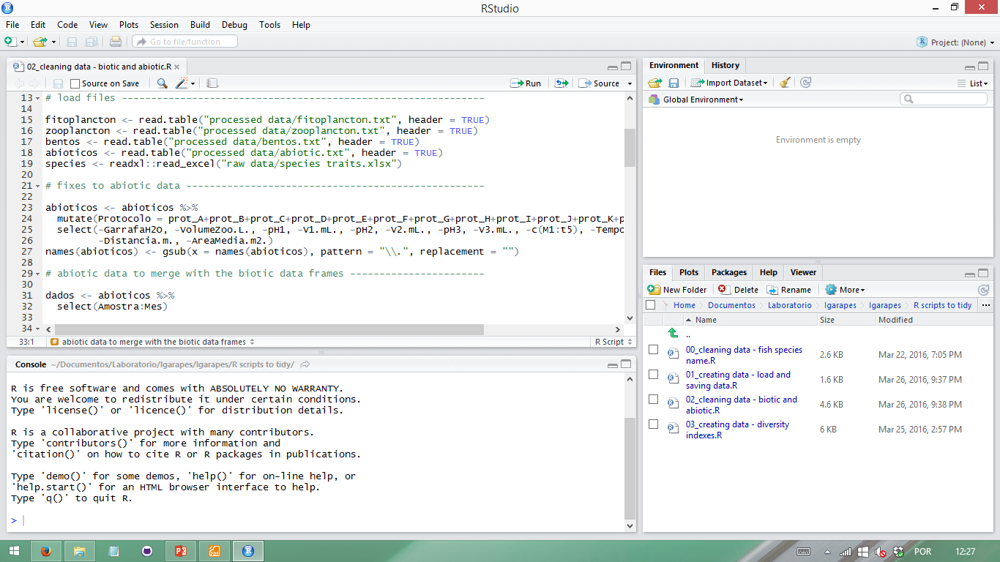 RStudio
File Edit Code View Plots Session Build Debug Tools Help
Go to file/function
Project: (None)
02_cleaning data - biotic and abiotic.R
Source on Save
Run
Source
13 # load files --------------------------------------------------------------
14
15 fitoplancton <- read.table("processed data/fitoplancton.txt", header = TRUE)
16 zooplancton <- read.table("processed data/zooplancton.txt", header = TRUE)
17 bentos <- read.table("processed data/bentos.txt", header = TRUE)
18 abioticos <- read.table("processed data/abiotic.txt", header = TRUE)
19 species <- readxl::read_excel("raw data/species traits.xlsx")
20
21 # fixes to abiotic data ---------------------------------------------------
22
23 abioticos <- abioticos %>%
24 mutate(Protocolo = prot_A+prot_B+prot_C+prot_D+prot_E+prot_F+prot_G+prot_H+prot_I+prot_J+prot_K+p
25 select(-GarrafaH2O, -VolumeZoo.L., -pH1, -V1.mL., -pH2, -V2.mL., -pH3, -V3.mL., -c(M1:t5), -Tempo
26 -Distancia.m., -AreaMedia.m2.)
27 names(abioticos) <- gsub(x = names(abioticos), pattern = "\\.", replacement = "")
28
29 # abiotic data to merge with the biotic data frames -----------------------
30
31 dados <- abioticos %>%
32 select(Amostra:Mes)
33
34
33:1
# abiotic data to merge with the biotic data frames
R Script
Console ~/Documentos/Laboratorio/Igarapes/Igarapes/R scripts to tidy/
R is free software and comes with ABSOLUTELY NO WARRANTY.
You are welcome to redistribute it under certain conditions.
Type 'license()' or 'licence()' for distribution details.
R is a collaborative project with many contributors.
Type 'contributors()' for more information and
'citation()' on how to cite R or R packages in publications.
Type 'demo()' for some demos, 'help()' for on-line help, or
'help.start()' for an HTML browser interface to help.
Type 'q()' to quit R.
>
Environment History
Import Dataset
List
Global Environment
Environment is empty
Files Plots Packages Help Viewer
New Folder Delete Rename More
Home Documentos Laboratorio Igarapes Igarapes R scripts to tidy ...
Name Size Modified
..
00_cleaning data - fish species name.R 2.6 KB Mar 22, 2016, 7:05 PM
01_creating data - load and saving data.R 1.6 KB Mar 26, 2016, 9:37 PM
02_cleaning data - biotic and abiotic.R 4.6 KB Mar 26, 2016, 9:38 PM
03_creating data - diversity indexes.R 6 KB Mar 25, 2016, 2:57 PM
POR
12:27